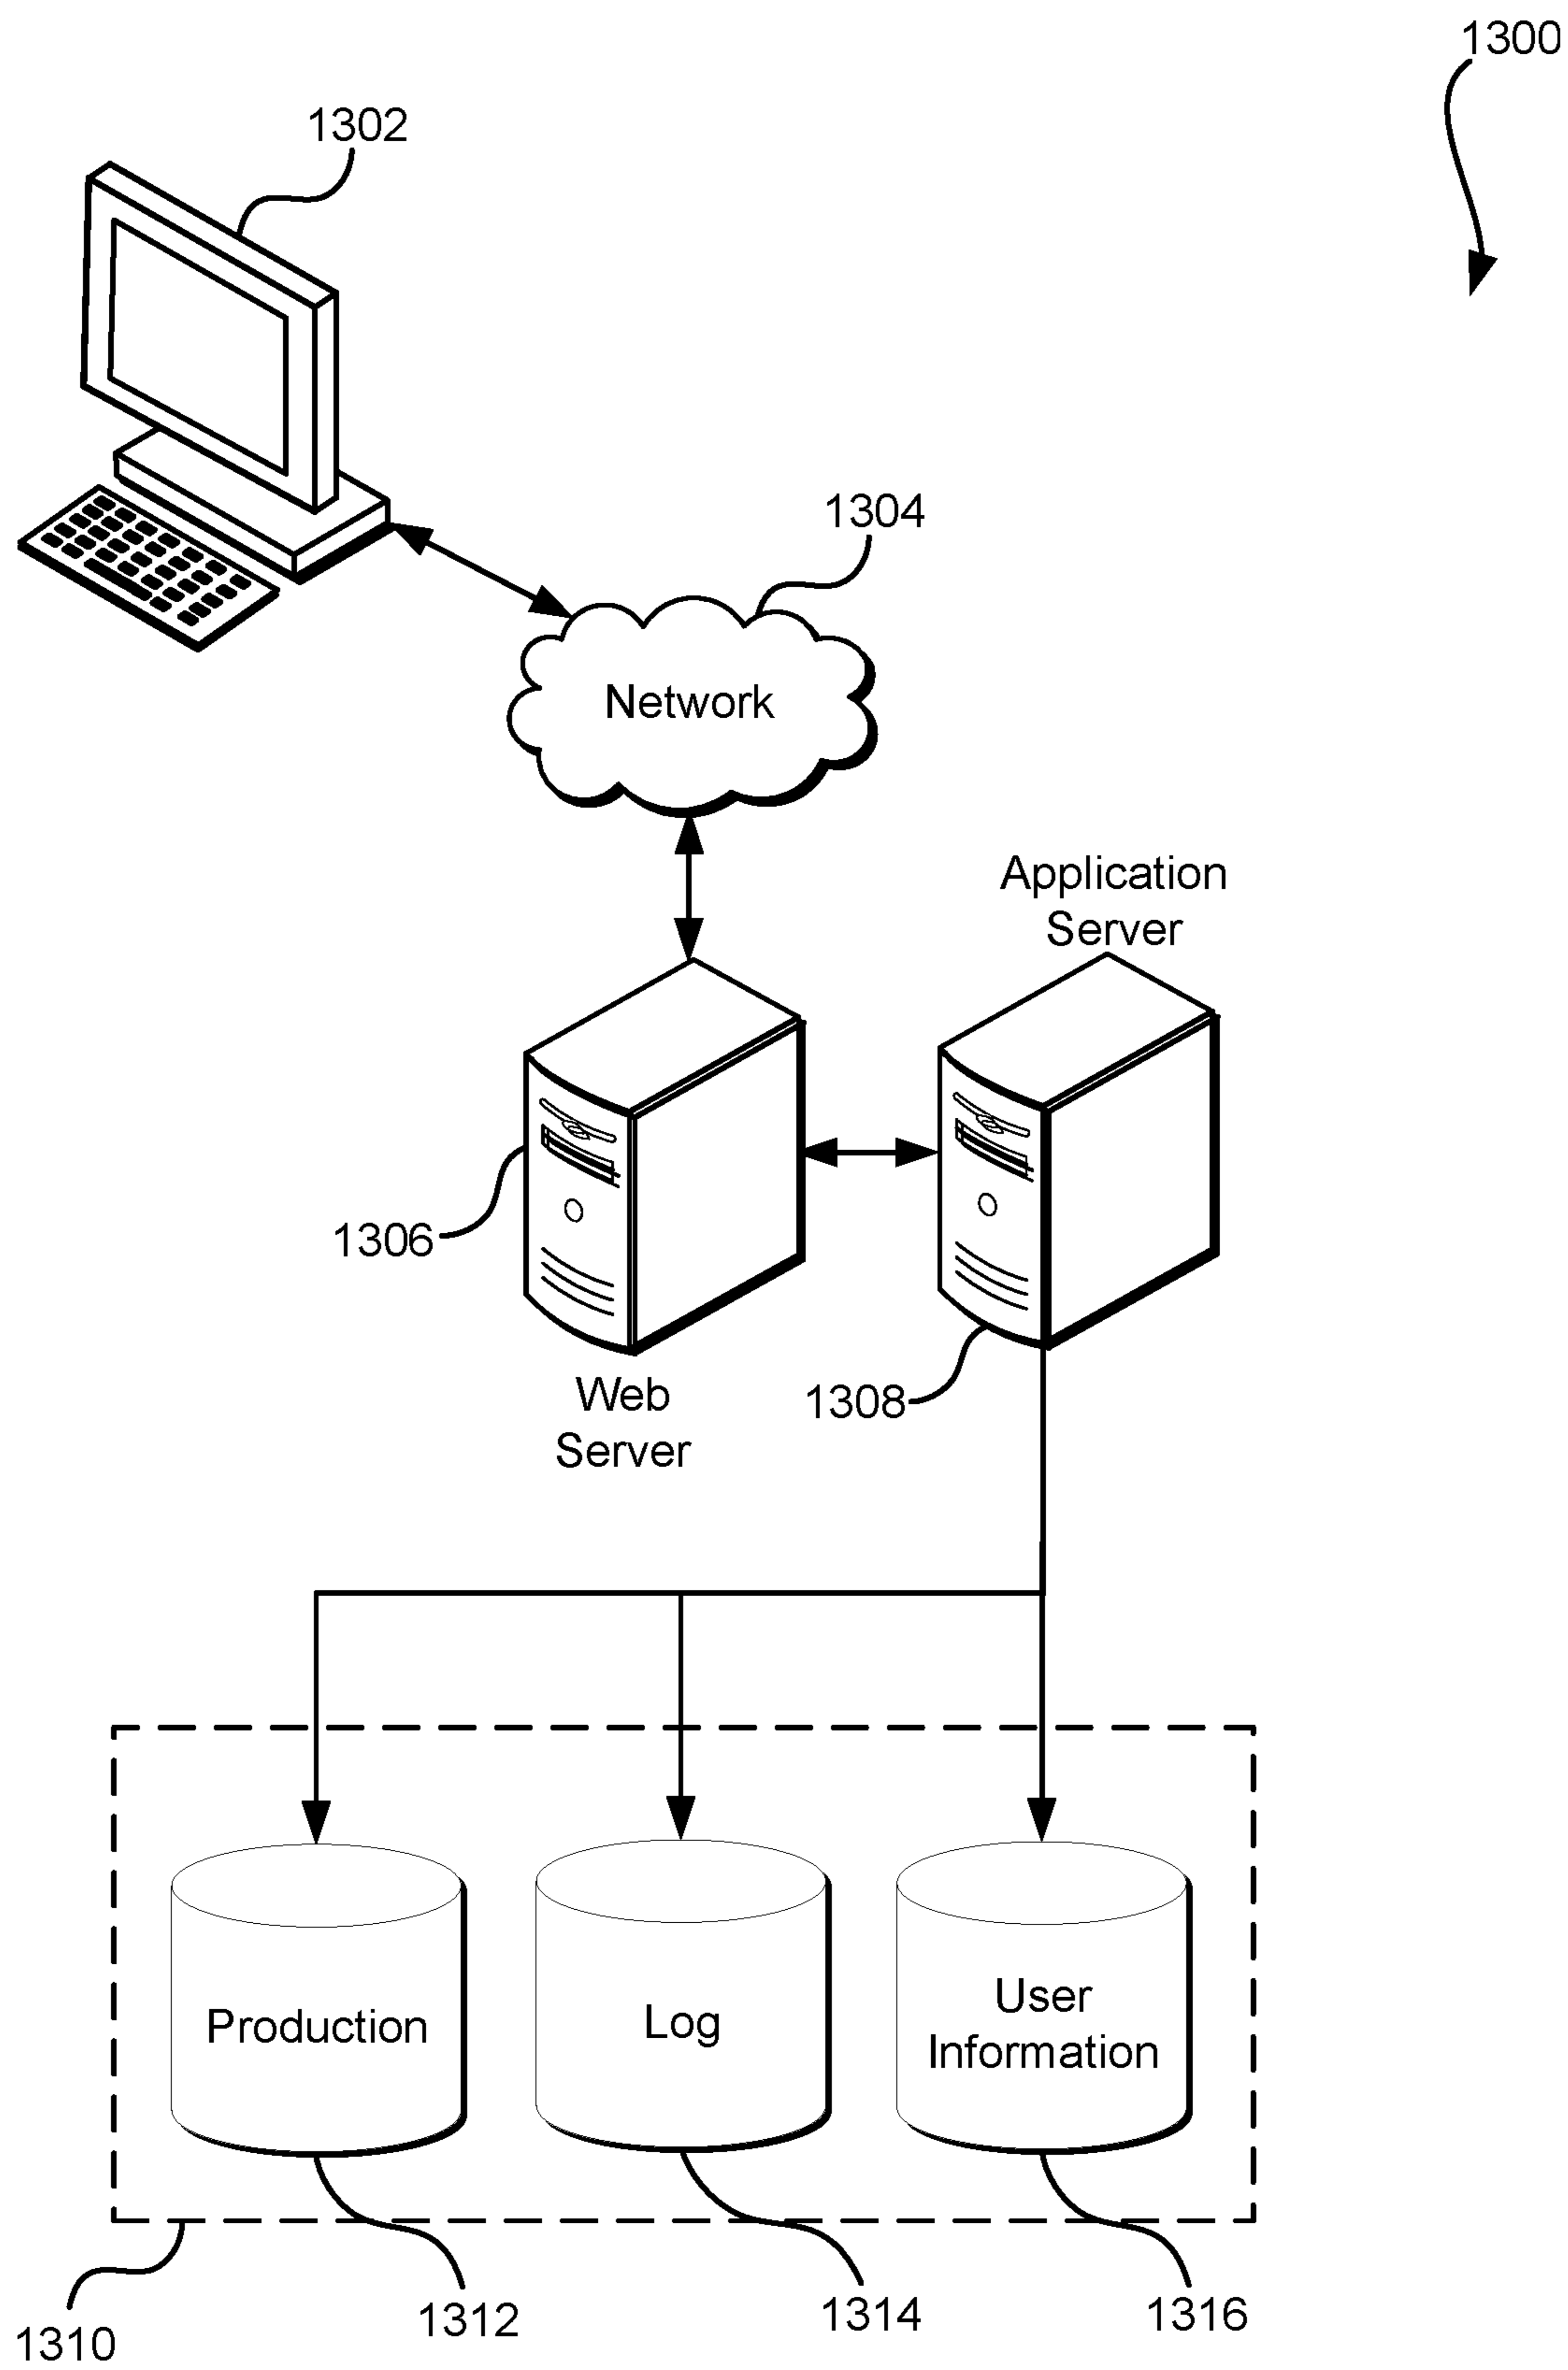 1300
1302
1304
Network
Application
Server
1306
1308
Web
Server
Production
Log
User
Information
1310
1312
1314
1316